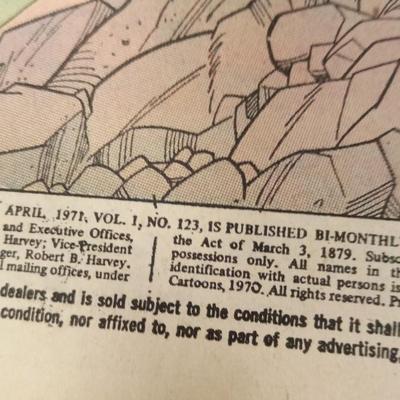 APRIL, 1971, VOL. 1, NO. 123, IS PUBLISHED BI-MONTHL
and Executive Offices,
Harvey; Vice-President
ger, Robert B. Harvey.
l mailing offices, under
the Act of March 3, 1879. Subsc
possessions only. All names in th
identification with actual persons is
Cartoons, 1970. All rights reserved. Pr
dealers and is sold subject to the conditions that it shall
condition, nor affixed to, nor as part of any advertising,